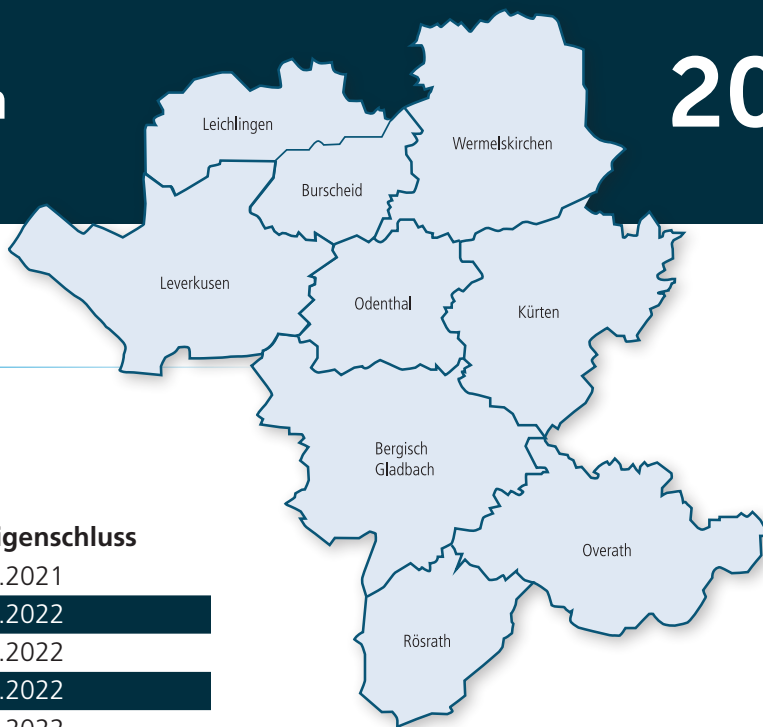 20
Leichlingen
Wermelskirchen
Burscheid
Leverkusen
Odenthal
Kürten
Bergisch
Gladbach
Overath
Rösrath
igenschluss
.2021
.2022
.2022
.2022